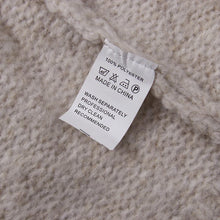 100% POLYESTER
MADE IN CHINA
WASH SEPARATELY
PROFESSIONAL
DRY CLEAN
RECOMMENDED